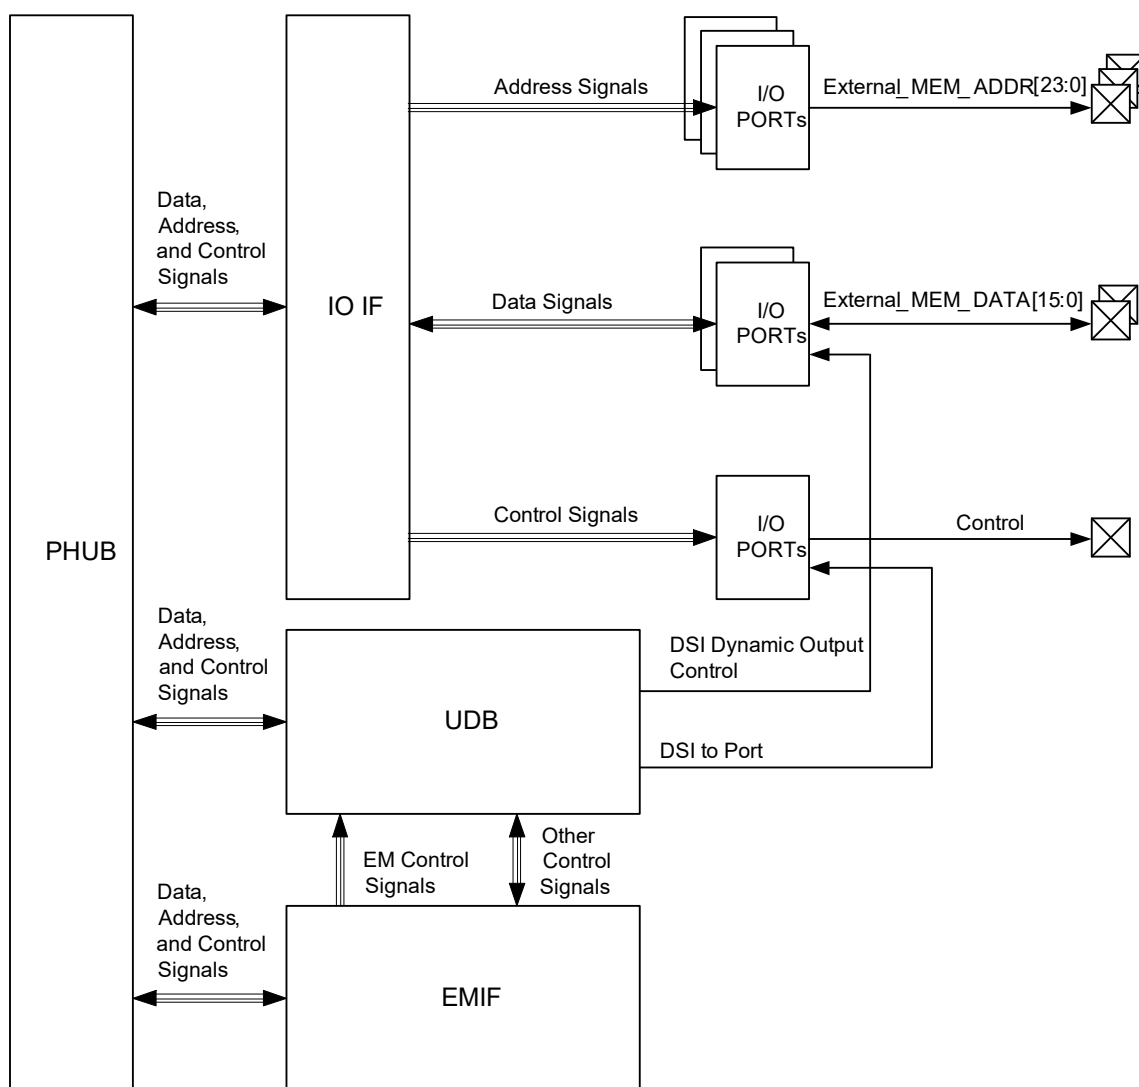 Address Signals
I/O
PORTs
External_MEM_ADDR[23:0]
Data,
Address,
and Control
Signals
IO IF
Data Signals
I/O
PORTs
External_MEM_DATA[15:0]
Control Signals
I/O
PORTs
Control
PHUB
Data,
Address,
and Control
Signals
UDB
DSI Dynamic Output
Control
DSI to Port
EM Control
Signals
Other
Control
Signals
Data,
Address,
and Control
Signals
EMIF